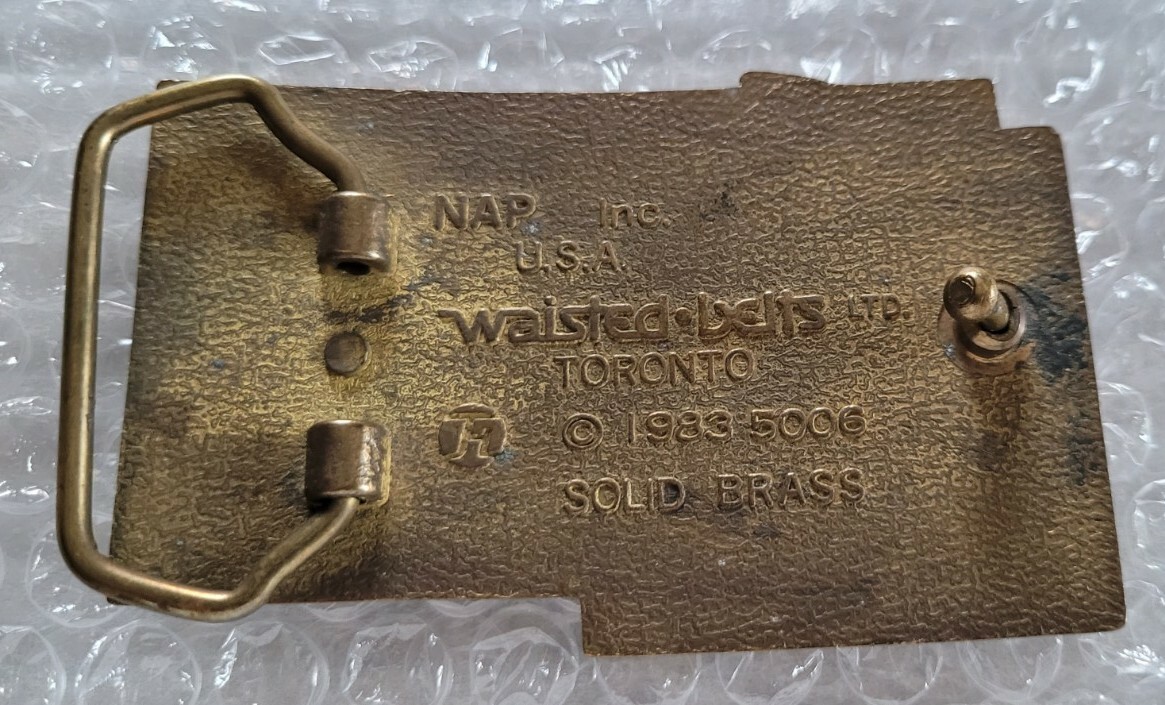 NAP Inc.
U.S.A.
waisted•belts LTD.
TORONTO
© 1983 5006
SOLID BRASS